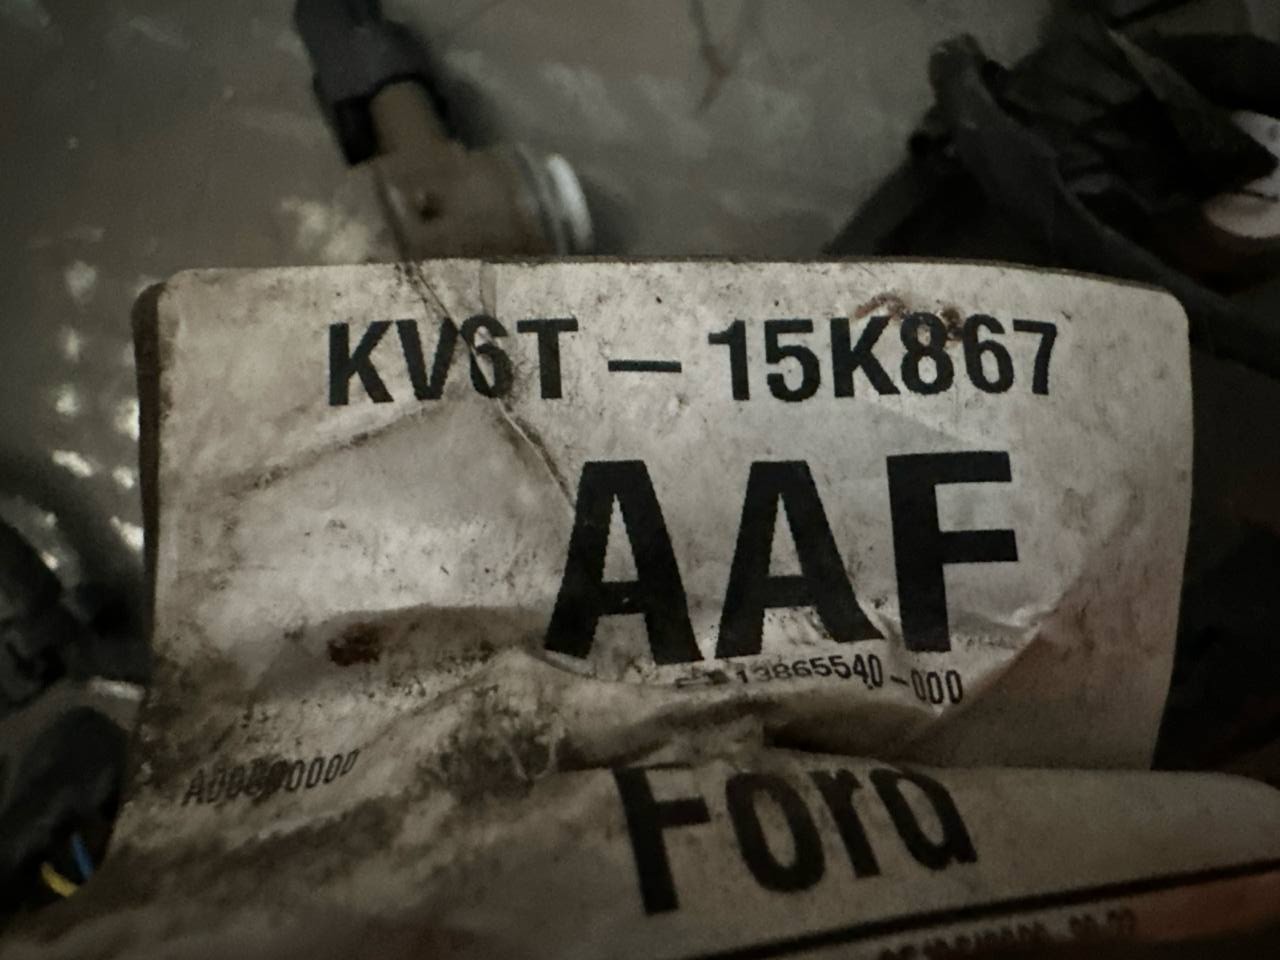 KV6T – 15K867
AAF
13865540-000
A00000000
Ford